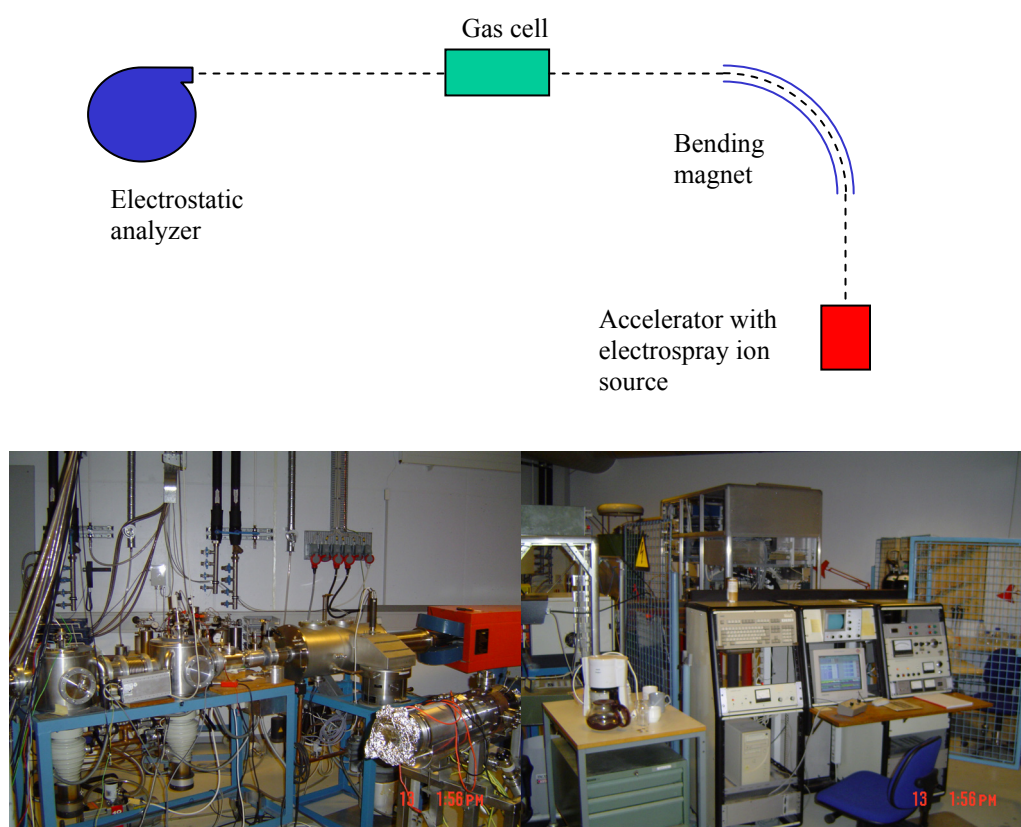 Gas cell
Bending
magnet
Electrostatic
analyzer
Accelerator with
electrospray ion
source
13 1:56PM
13 1:56PM